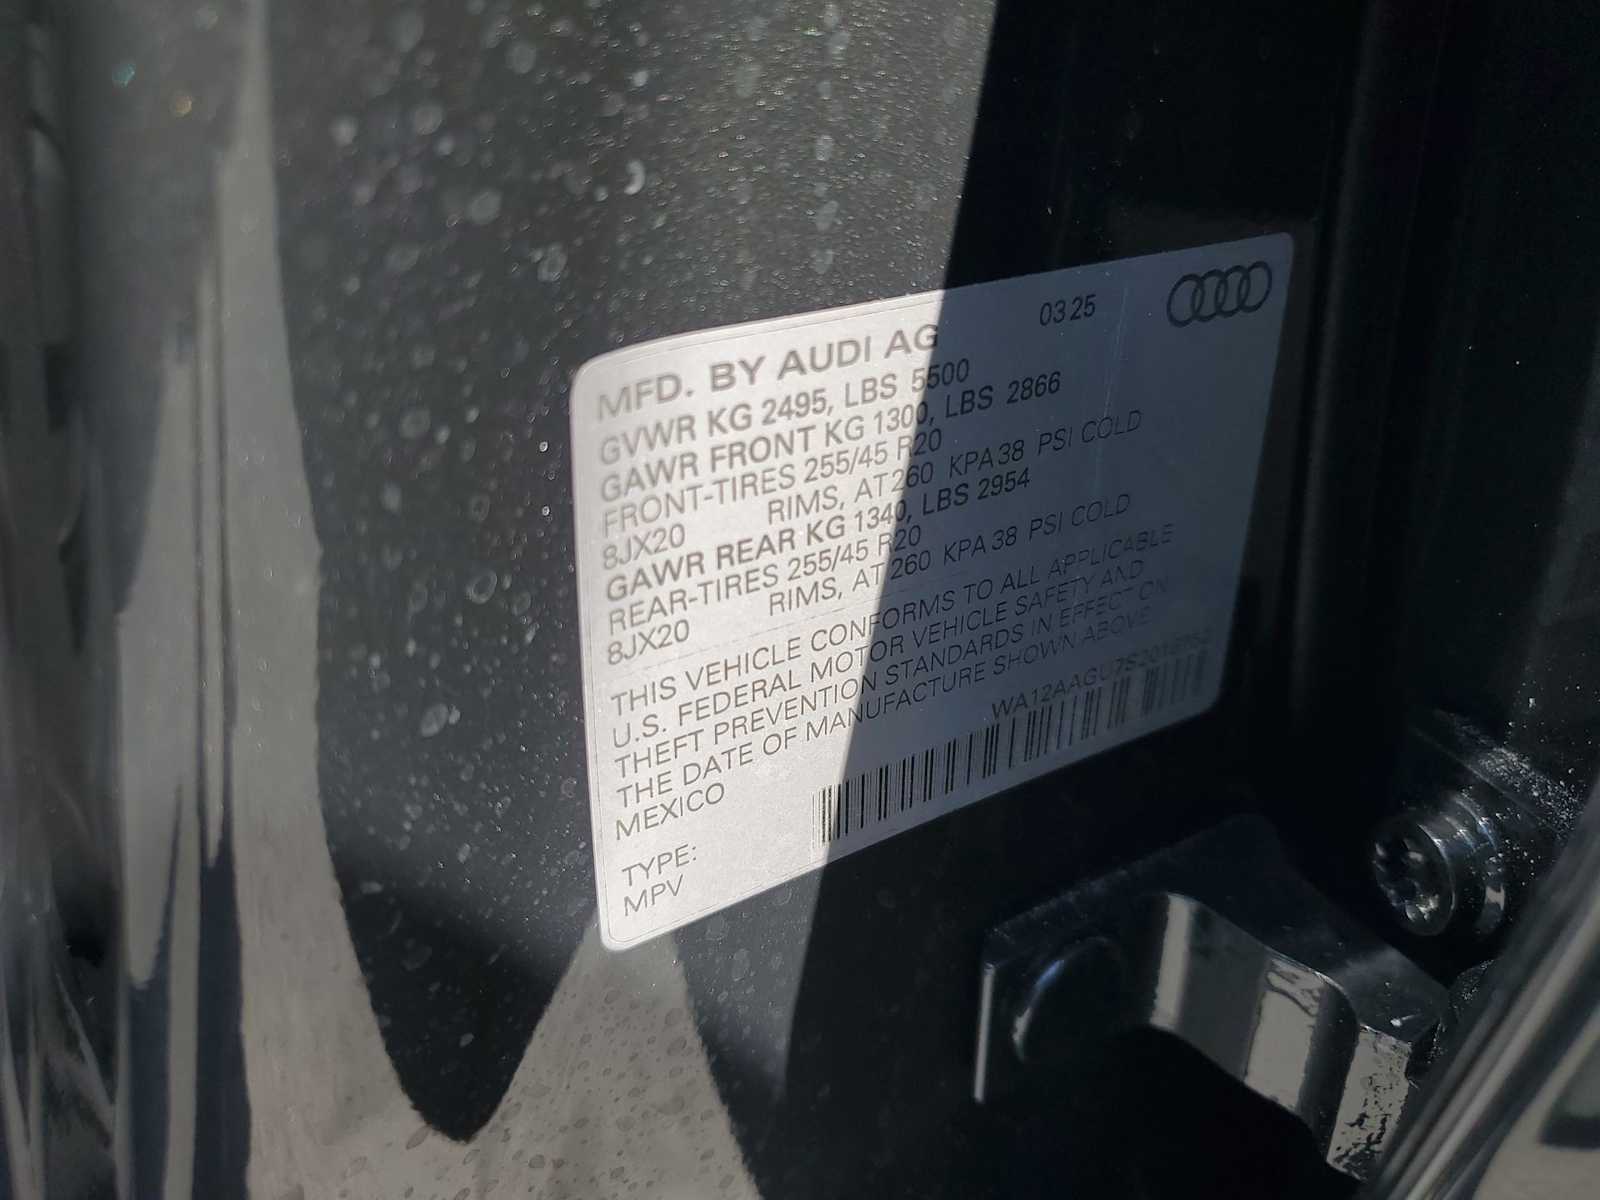 03 25
MFD. BY AUDI AG
GVWR KG 2495, LBS 5500
GAWR FRONT KG 1300, LBS 2866
FRONT-TIRES 255/45 R20
8JX20 RIMS, AT 260 KPA 38 PSI COLD
GAWR REAR KG 1340, LBS 2954
REAR-TIRES 255/45 R20
8JX20 RIMS, AT 260 KPA 38 PSI COLD
THIS VEHICLE CONFORMS TO ALL APPLICABLE
U.S. FEDERAL MOTOR VEHICLE SAFETY AND
THEFT PREVENTION STANDARDS IN EFFECT ON
THE DATE OF MANUFACTURE SHOWN ABOVE
MEXICO
TYPE:
MPV